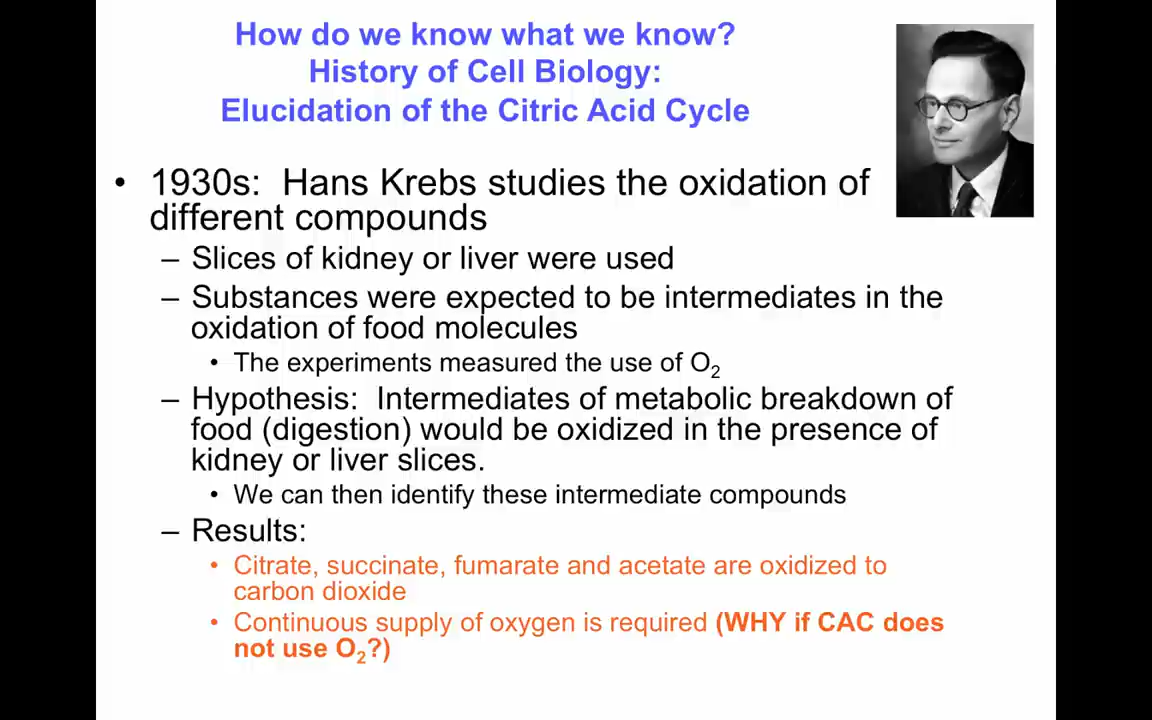 How do we know what we know?
History of Cell Biology:
Elucidation of the Citric Acid Cycle
• 1930s: Hans Krebs studies the oxidation of
different compounds
– Slices of kidney or liver were used
– Substances were expected to be intermediates in the
oxidation of food molecules
• The experiments measured the use of O₂
– Hypothesis: Intermediates of metabolic breakdown of
food (digestion) would be oxidized in the presence of
kidney or liver slices.
• We can then identify these intermediate compounds
– Results:
• Citrate, succinate, fumarate and acetate are oxidized to
carbon dioxide
• Continuous supply of oxygen is required (WHY if CAC does
not use O₂?)